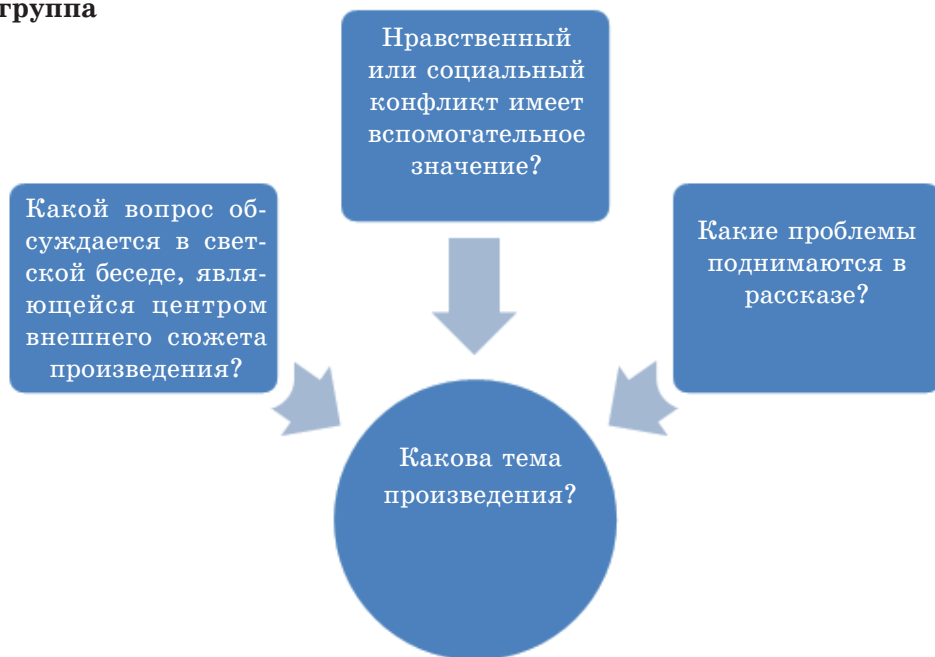 группа
Нравственный
или социальный
конфликт имеет
вспомогательное
значение?
Какой вопрос об-
суждается в свет-
ской беседе, явля-
ющейся центром
внешнего сюжета
произведения?
Какие проблемы
поднимаются в
рассказе?
Какова тема
произведения?